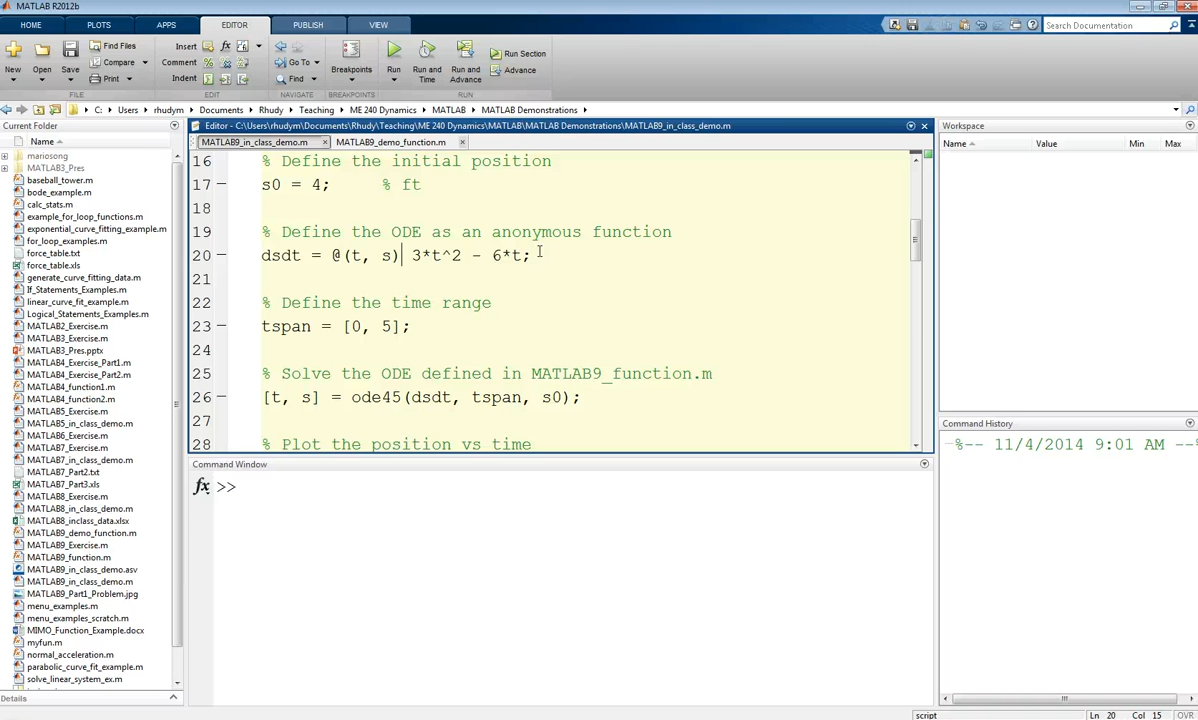 MATLAB R2012b
HOME PLOTS APPS EDITOR PUBLISH VIEW
Search Documentation
New Open Save
Find Files
Compare
Print
FILE
Insert
Comment
Indent
EDIT
Go To
Find
NAVIGATE
Breakpoints
BREAKPOINTS
Run
Run and Time
Run and Advance
Run Section
Advance
RUN
C: Users rhudym Documents Rhudy Teaching ME 240 Dynamics MATLAB MATLAB Demonstrations
Current Folder
Name
mariosong
MATLAB3_Pres
baseball_tower.m
bode_example.m
calc_stats.m
example_for_loop_functions.m
exponential_curve_fitting_example.m
for_loop_examples.m
force_table.txt
force_table.xls
generate_curve_fitting_data.m
If_Statements_Examples.m
linear_curve_fit_example.m
Logical_Statements_Examples.m
MATLAB2_Exercise.m
MATLAB3_Exercise.m
MATLAB3_Pres.pptx
MATLAB4_Exercise_Part1.m
MATLAB4_Exercise_Part2.m
MATLAB4_function1.m
MATLAB4_function2.m
MATLAB5_Exercise.m
MATLAB5_in_class_demo.m
MATLAB6_Exercise.m
MATLAB7_Exercise.m
MATLAB7_in_class_demo.m
MATLAB7_Part2.txt
MATLAB7_Part3.xls
MATLAB8_Exercise.m
MATLAB8_in_class_demo.m
MATLAB8_inclass_data.xlsx
MATLAB9_demo_function.m
MATLAB9_Exercise.m
MATLAB9_function.m
MATLAB9_in_class_demo.asv
MATLAB9_in_class_demo.m
MATLAB9_Part1_Problem.jpg
menu_examples.m
menu_examples_scratch.m
MIMO_Function_Example.docx
myfun.m
normal_acceleration.m
parabolic_curve_fit_example.m
solve_linear_system_ex.m
Details
Editor - C:\Users\rhudym\Documents\Rhudy\Teaching\ME 240 Dynamics\MATLAB\MATLAB Demonstrations\MATLAB9_in_class_demo.m
MATLAB9_in_class_demo.m MATLAB9_demo_function.m
16 % Define the initial position
17 s0 = 4; % ft
18
19 % Define the ODE as an anonymous function
20 dsdt = @(t, s) 3*t^2 - 6*t;
21
22 % Define the time range
23 tspan = [0, 5];
24
25 % Solve the ODE defined in MATLAB9_function.m
26 [t, s] = ode45(dsdt, tspan, s0);
27
28 % Plot the position vs time
Command Window
fx >>
Workspace
Name Value Min Max
Command History
%-- 11/4/2014 9:01 AM --%
script Ln 20 Col 15 OVR